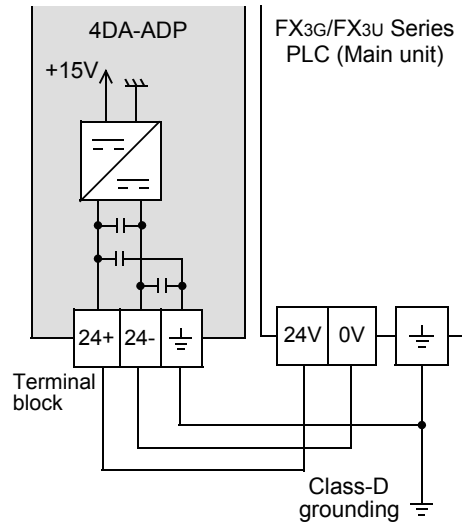 4DA-ADP
FX3G/FX3U Series
PLC (Main unit)
+15V
24+
24-
24V
0V
Terminal
block
Class-D
grounding